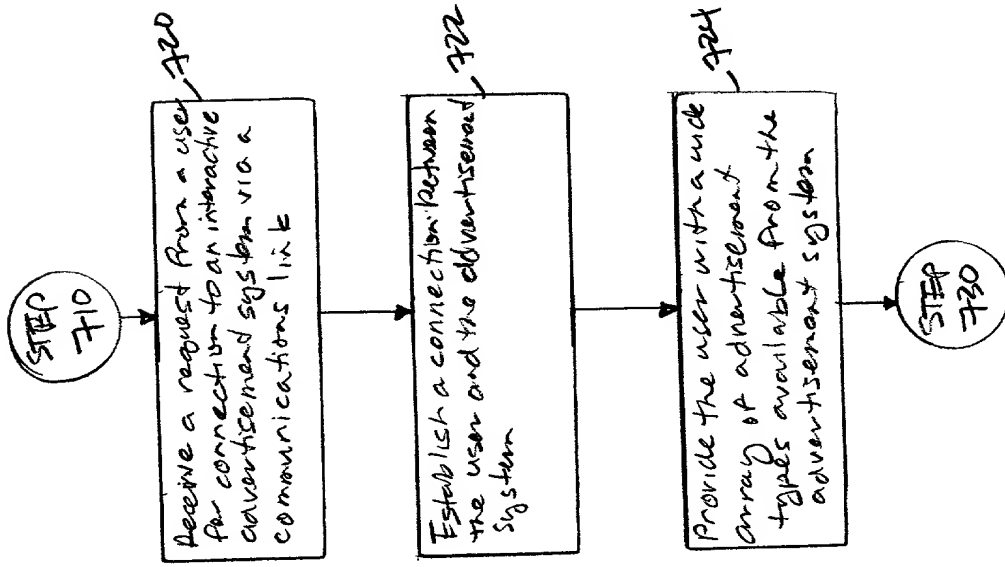 STEP
710
Receive a request from a user
for connection to an interactive
advertisement system via a
communications link
720
Establish a connection between
the user and the advertisement
system
722
Provide the user with a wide
array of advertisement
types available from the
advertisement system
724
STEP
730